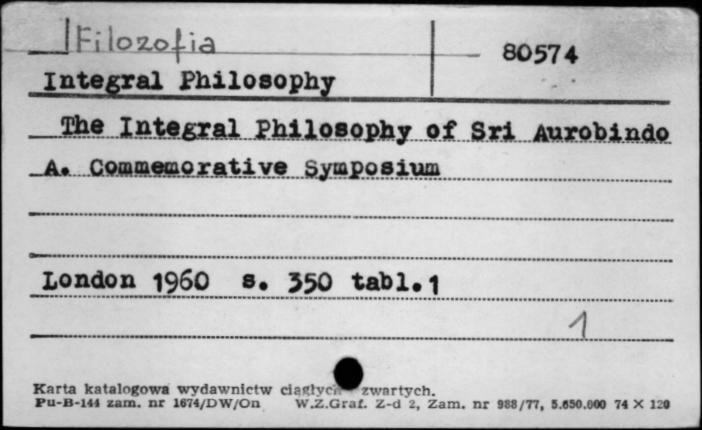 Filozofia
80574
Integral Philosophy
The Integral Philosophy of Sri Aurobindo
A. Commemorative Symposium
London 1960 s. 350 tabl.1
1
Karta katalogowa wydawnictw ciągłych zwartych.
Pu-B-144 zam. nr 1674/DW/On W.Z.Graf. Z-d 2, Zam. nr 988/77, 5.650.000 74 × 120